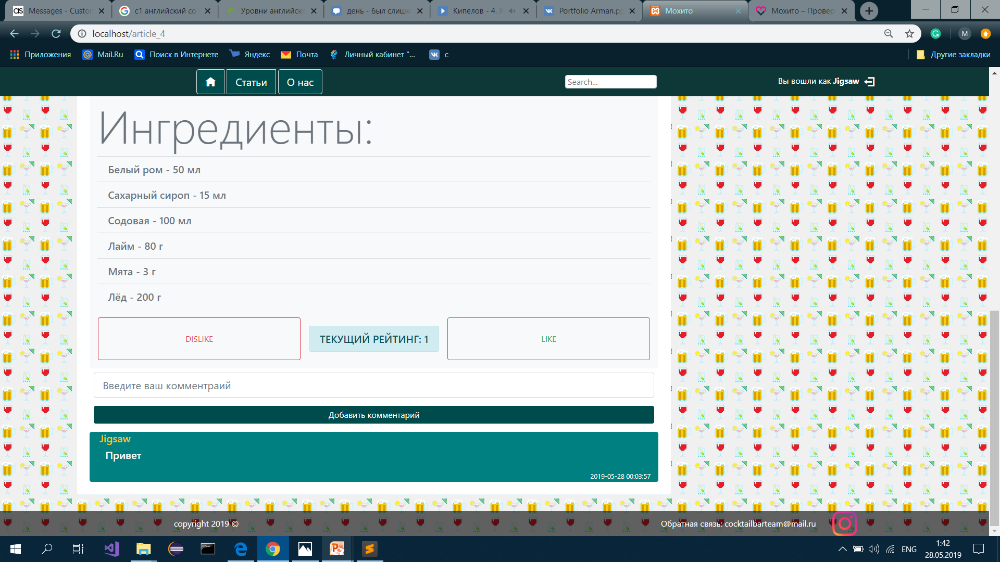 Messages - Custom
с1 английский со
Уровни английско
день - был слишк
Кипелов - 4. Я
Portfolio Arman.pp
Мохито
Мохито – Провер
localhost/article_4
G
M
Приложения
Mail.Ru
Поиск в Интернете
Яндекс
Почта
Личный кабинет "...
с
Другие закладки
Статьи
О нас
Search...
Вы вошли как Jigsaw
Ингредиенты:
Белый ром - 50 мл
Сахарный сироп - 15 мл
Содовая - 100 мл
Лайм - 80 г
Мята - 3 г
Лёд - 200 г
DISLIKE
ТЕКУЩИЙ РЕЙТИНГ: 1
LIKE
Введите ваш комментраий
Добавить комментарий
Jigsaw
Привет
2019-05-28 00:03:57
copyright 2019 ©
Обратная связь: cocktailbarteam@mail.ru
ENG
1:42
28.05.2019